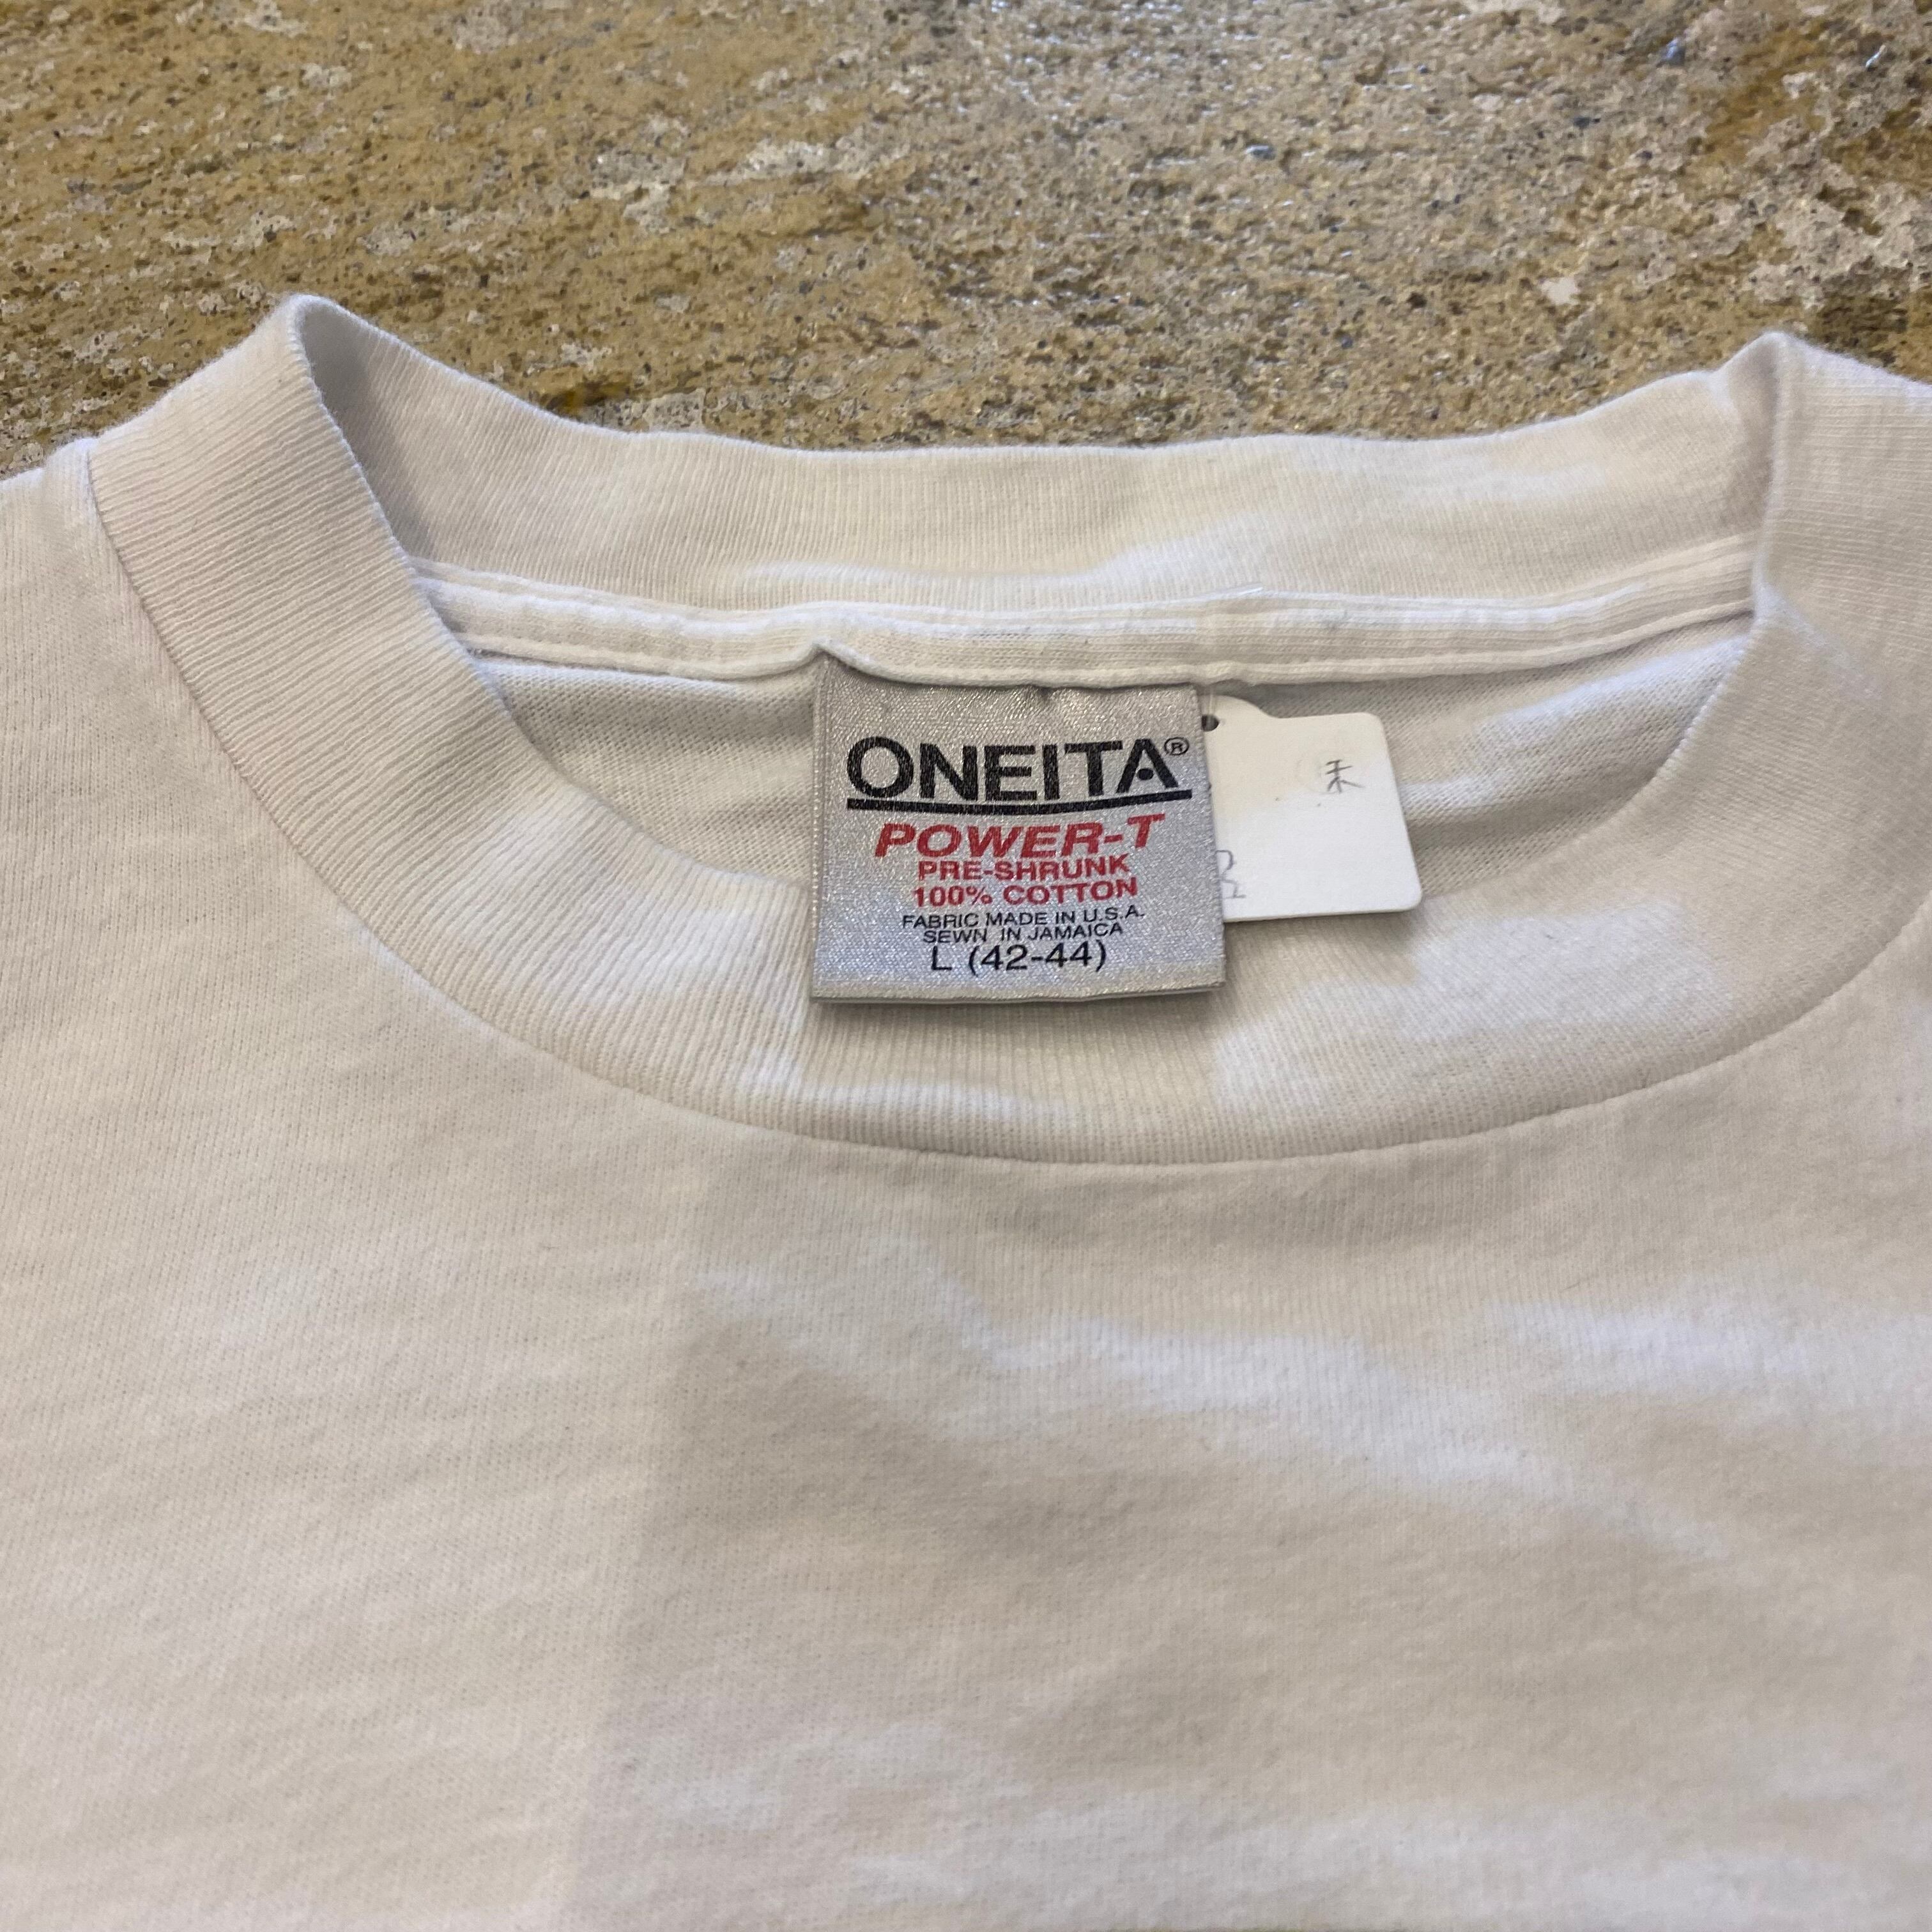 ONEITA®
POWER-T
PRE-SHRUNK
100% COTTON
FABRIC MADE IN U.S.A.
SEWN IN JAMAICA
L (42-44)